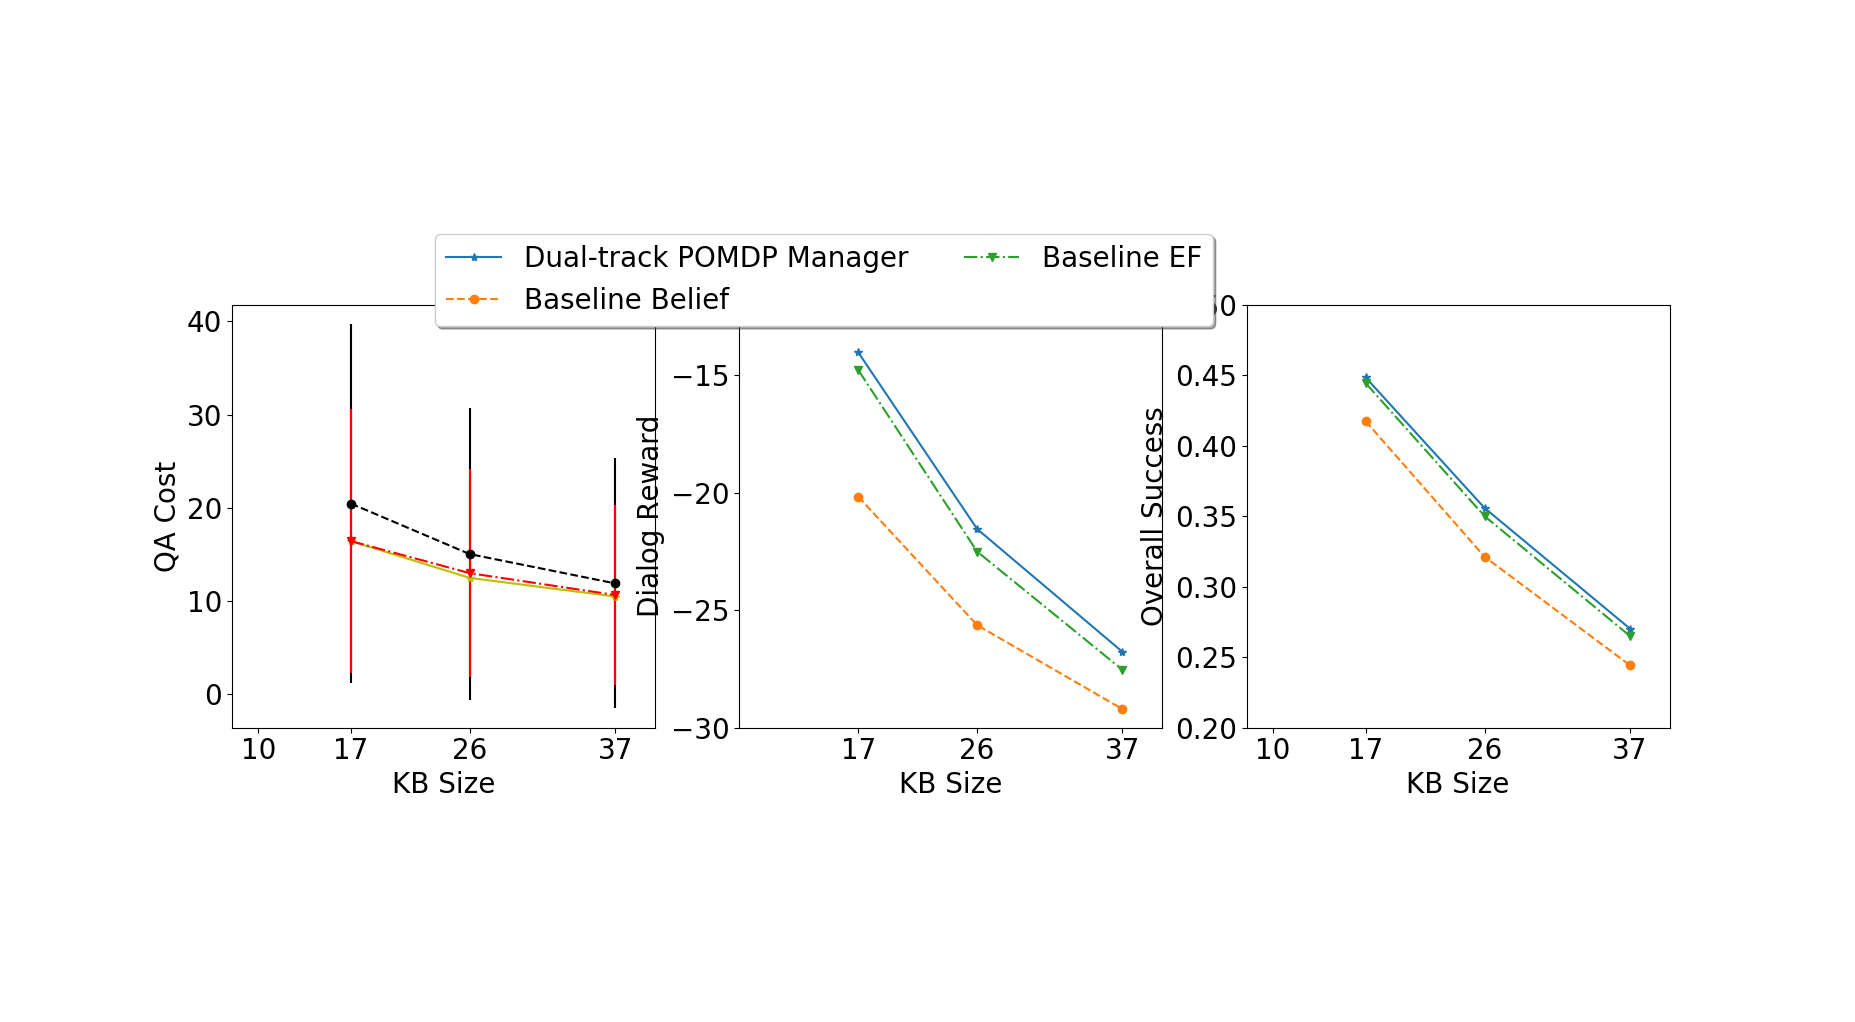 Dual-track POMDP Manager
Baseline Belief
Baseline EF
QA Cost
40
30
20
10
0
10 17 26 37
KB Size
Dialog Reward
−15
−20
−25
−30
17 26 37
KB Size
Overall Success
0.45
0.40
0.35
0.30
0.25
0.20
10 17 26 37
KB Size